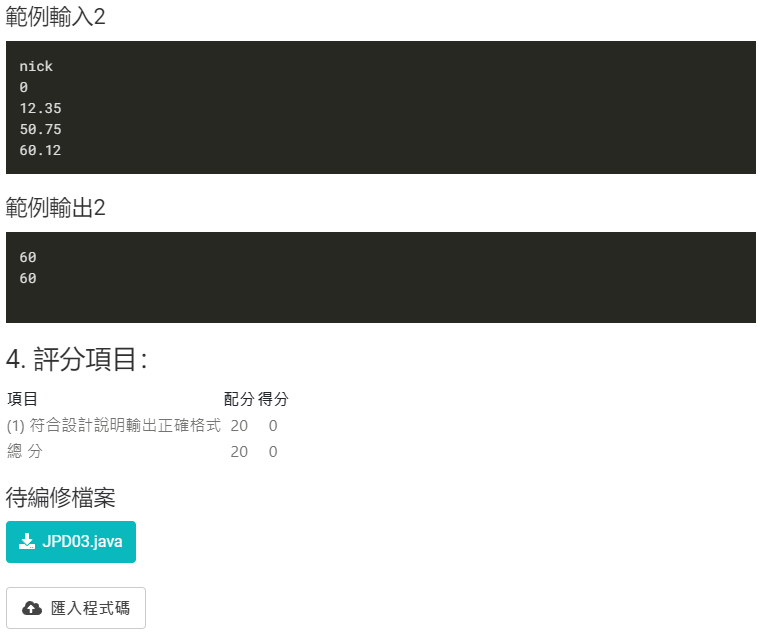 範例輸入2
nick
0
12.35
50.75
60.12
範例輸出2
60
60
4. 評分項目:
項目 配分 得分
(1) 符合設計說明輸出正確格式 20 0
總 分 20 0
待編修檔案
JPD03.java
匯入程式碼